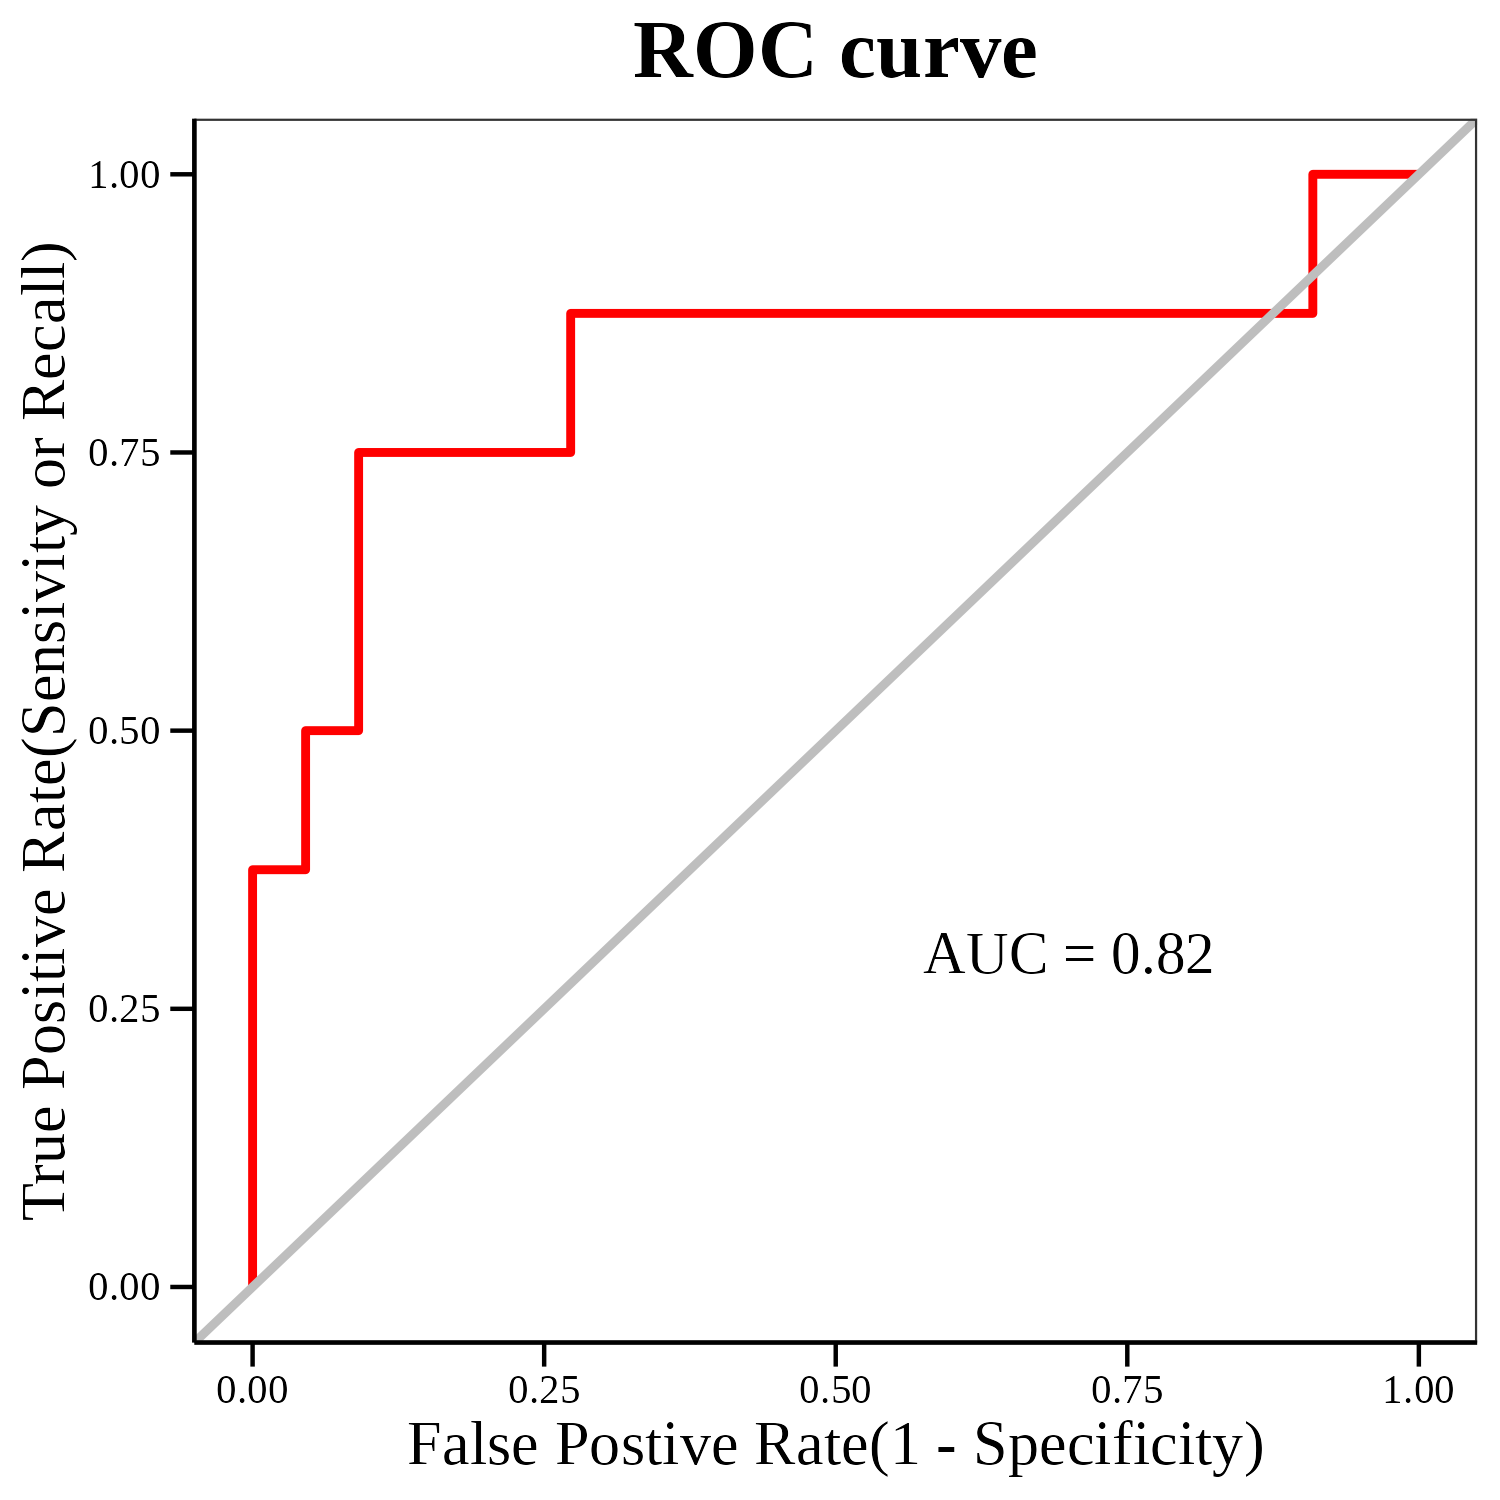 ROC curve
True Positive Rate(Sensivity or Recall)
1.00
0.75
0.50
0.25
0.00
AUC = 0.82
0.00 0.25 0.50 0.75 1.00
False Postive Rate(1 - Specificity)